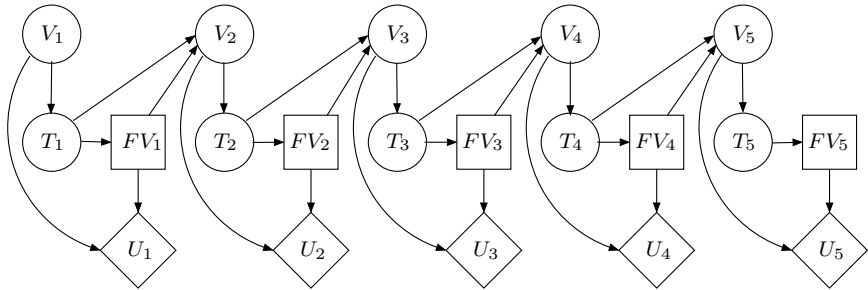 V₁ V₂ V₃ V₄ V₅
T₁ FV₁ T₂ FV₂ T₃ FV₃ T₄ FV₄ T₅ FV₅
U₁ U₂ U₃ U₄ U₅